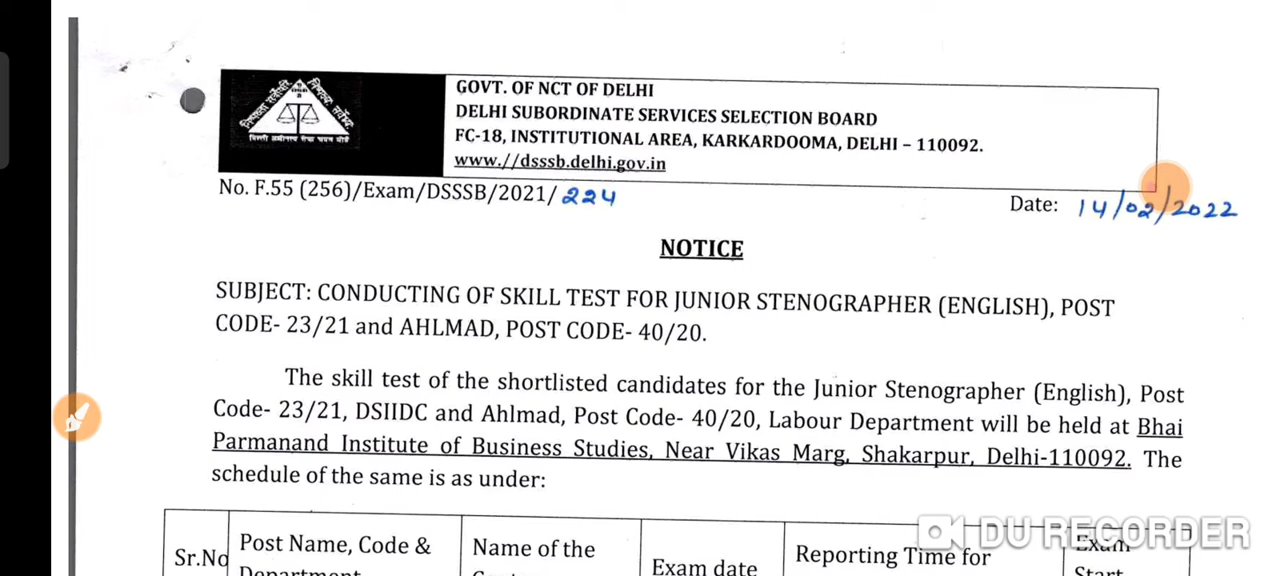 GOVT. OF NCT OF DELHI
DELHI SUBORDINATE SERVICES SELECTION BOARD
FC-18, INSTITUTIONAL AREA, KARKARDOOMA, DELHI – 110092.
www.//dsssb.delhi.gov.in
No. F.55 (256)/Exam/DSSSB/2021/ 224
Date: 14/02/2022
NOTICE
SUBJECT: CONDUCTING OF SKILL TEST FOR JUNIOR STENOGRAPHER (ENGLISH), POST
CODE- 23/21 and AHLMAD, POST CODE- 40/20.
The skill test of the shortlisted candidates for the Junior Stenographer (English), Post
Code- 23/21, DSIIDC and Ahlmad, Post Code- 40/20, Labour Department will be held at Bhai
Parmanand Institute of Business Studies, Near Vikas Marg, Shakarpur, Delhi-110092. The
schedule of the same is as under:
Sr.No
Post Name, Code &
Department
Name of the
Exam date
Reporting Time for
Exam
Start
DU RECORDER